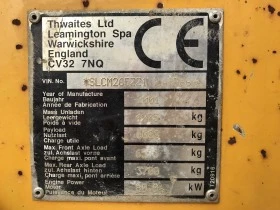 Thwaites Ltd
Leamington Spa
Warwickshire
England
CV32 7NQ
CE
VIN. No.
Year of Manufacture
Baujahr
Année de Fabrication
Mass Unladen
Leergewicht
Poids à vide
kg
Payload
Nutzlast
Charge utile
kg
Max. Front Axle Load
zul. Achslast vorne
Charge maxi. pont avant
kg
Max. Rear Axle Load
zul. Achslast hinten
Charge maxi. pont arrière
kg
Engine Power
Motor
Puissance du Moteur
kW